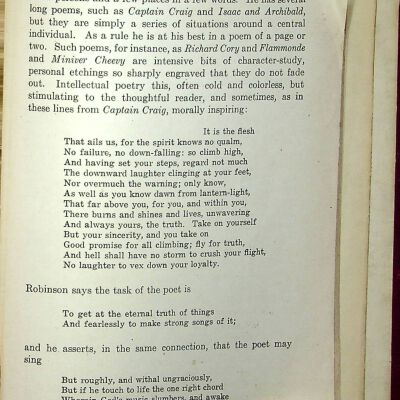 long poems, such as Captain Craig and Isaac and Archibald,
but they are simply a series of situations around a central
individual. As a rule he is at his best in a poem of a page or
two. Such poems, for instance, as Richard Cory and Flammonde
and Miniver Cheevy are intensive bits of character-study,
personal etchings so sharply engraved that they do not fade
out. Intellectual poetry this, often cold and colorless, but
stimulating to the thoughtful reader, and sometimes, as in
these lines from Captain Craig, morally inspiring:
It is the flesh
That ails us, for the spirit knows no qualm,
No failure, no down-falling: so climb high,
And having set your steps, regard not much
The downward laughter clinging at your feet,
Nor overmuch the warning; only know,
As well as you know dawn from lantern-light,
That far above you, for you, and within you,
There burns and shines and lives, unwavering
And always yours, the truth. Take on yourself
But your sincerity, and you take on
Good promise for all climbing; fly for truth,
And hell shall have no storm to crush your flight,
No laughter to vex down your loyalty.
Robinson says the task of the poet is
To get at the eternal truth of things
And fearlessly to make strong songs of it;
and he asserts, in the same connection, that the poet may
sing
But roughly, and withal ungraciously,
But if he touch to life the one right chord
Wherein God's music slumbers, and awake